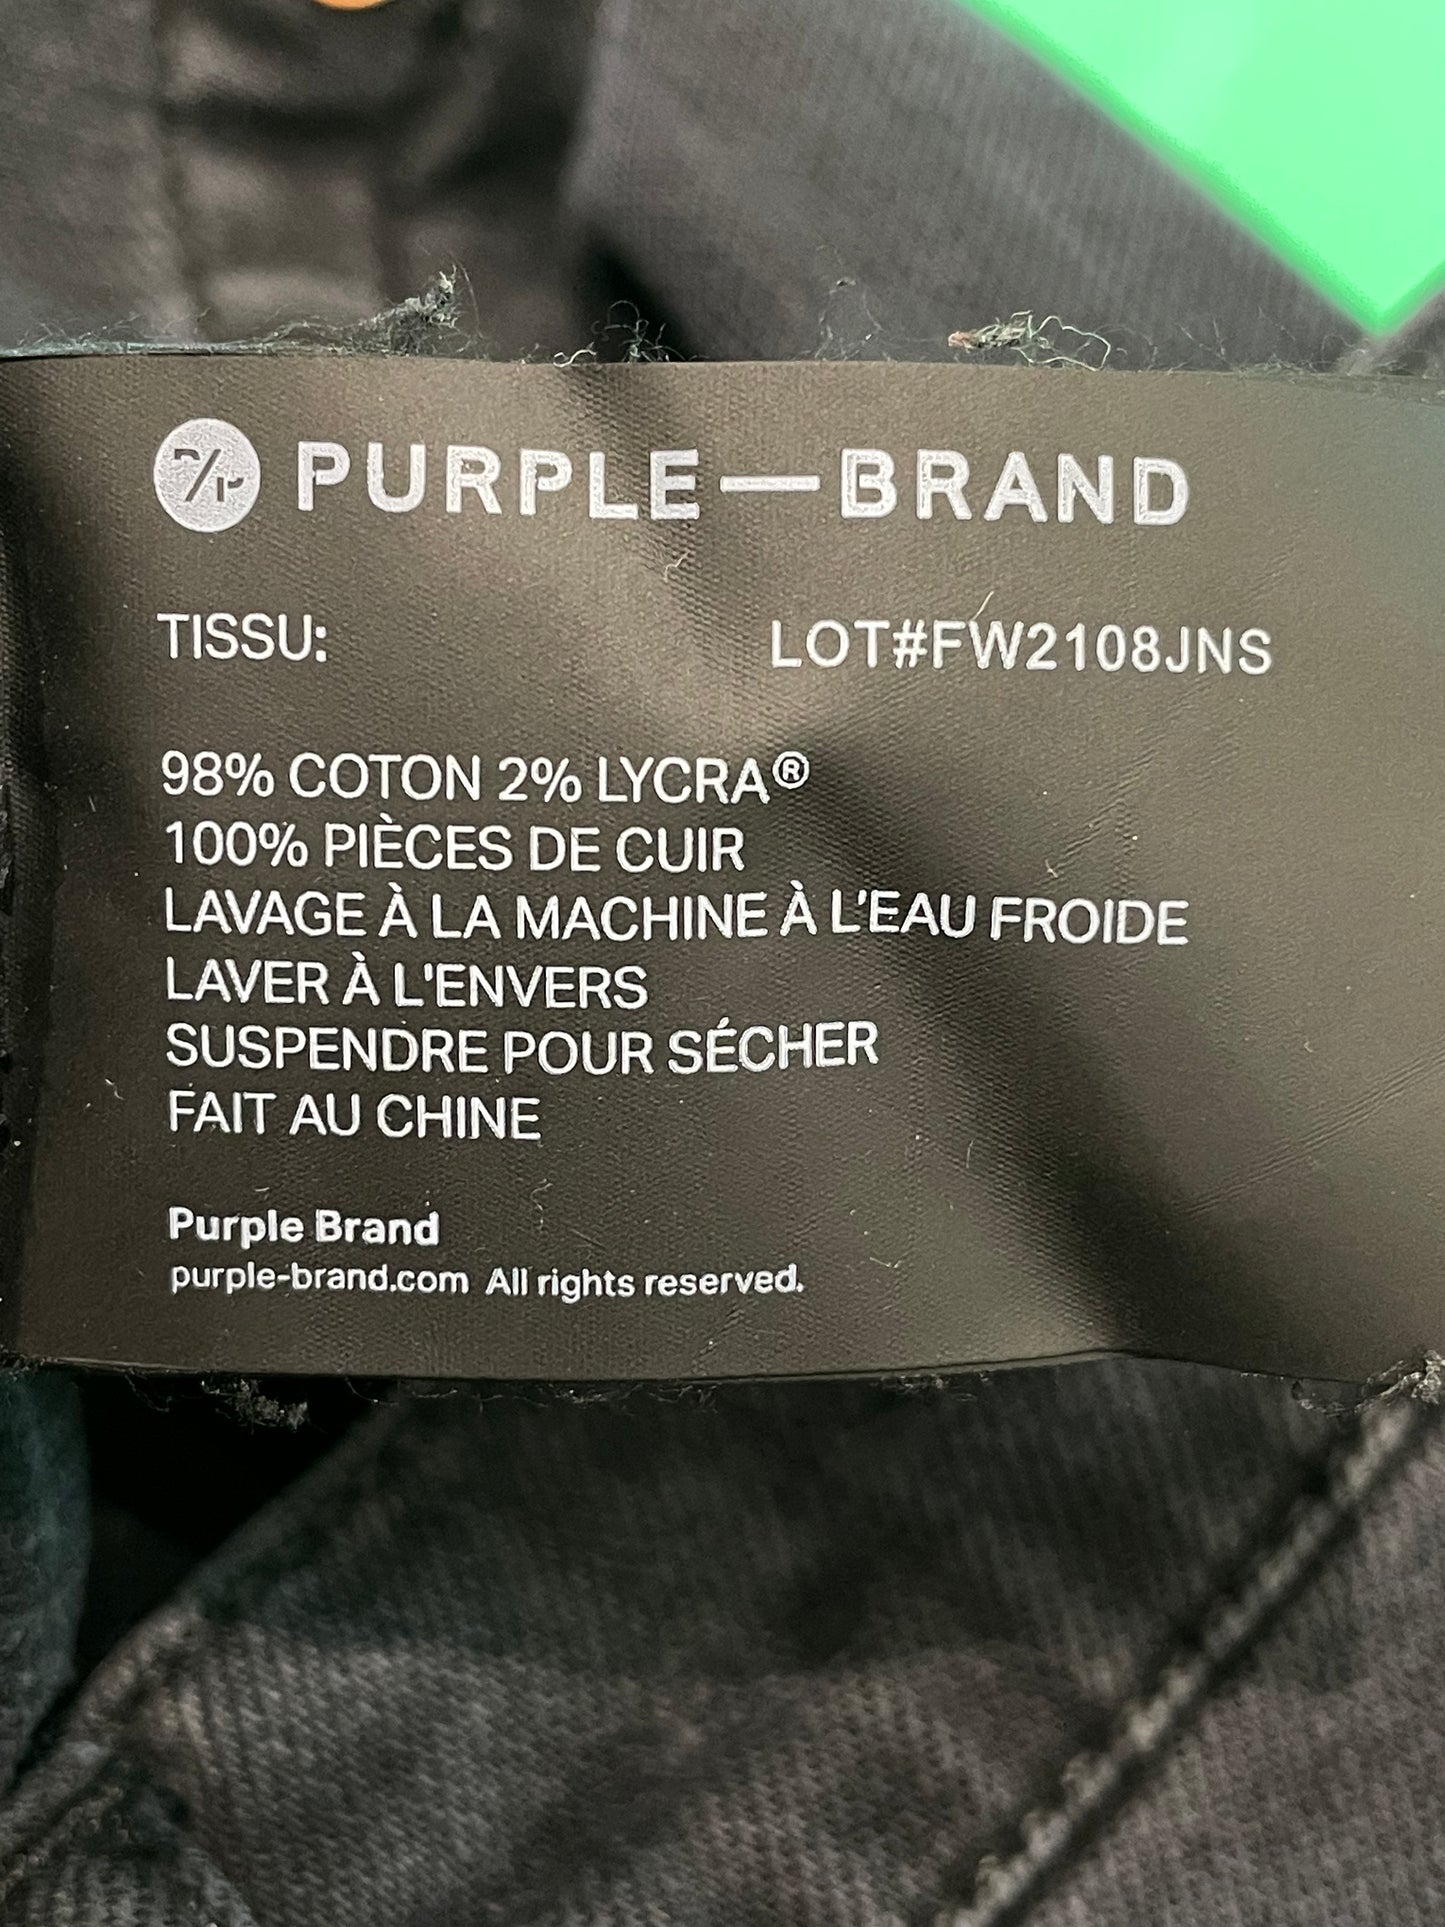 P/P PURPLE—BRAND
TISSU: LOT#FW2108JNS
98% COTON 2% LYCRA®
100% PIÈCES DE CUIR
LAVAGE À LA MACHINE À L'EAU FROIDE
LAVER À L'ENVERS
SUSPENDRE POUR SÉCHER
FAIT AU CHINE
Purple Brand
purple-brand.com All rights reserved.